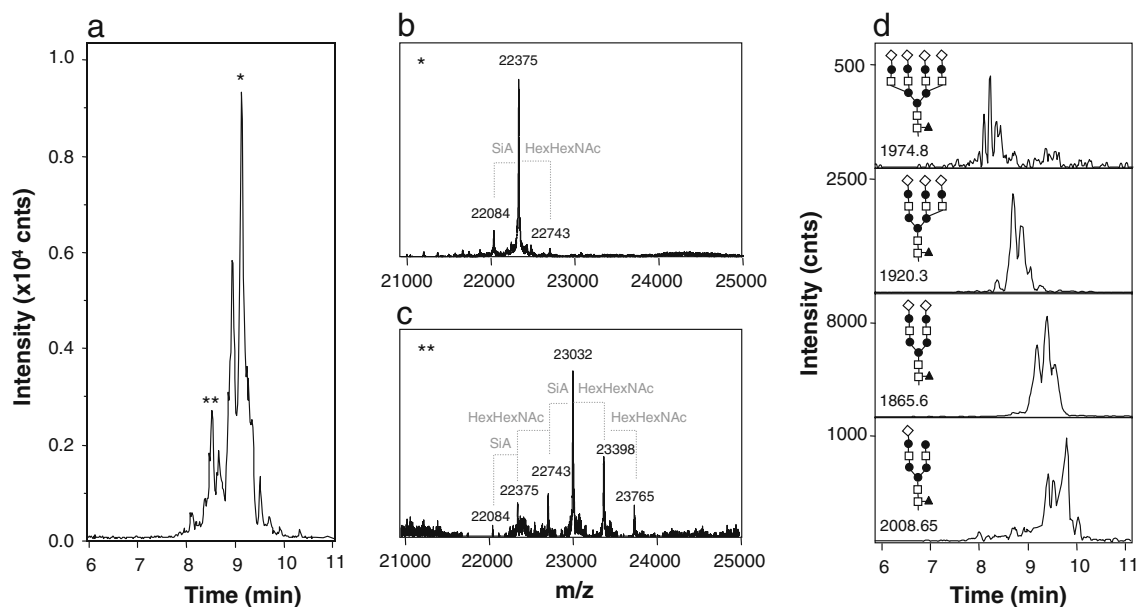 a
1.0
0.8
0.6
0.4
0.2
0.0
Intensity (x10⁴ cnts)
*
**
6 7 8 9 10 11
Time (min)
b
*
22375
SiA HexHexNAc
22084
22743
21000 22000 23000 24000 25000
c
**
23032
SiA HexHexNAc
HexHexNAc HexHexNAc
SiA
23398
22743
22375
23765
22084
21000 22000 23000 24000 25000
m/z
d
500
1974.8
2500
1920.3
8000
1865.6
1000
2008.65
Intensity (cnts)
6 7 8 9 10 11
Time (min)